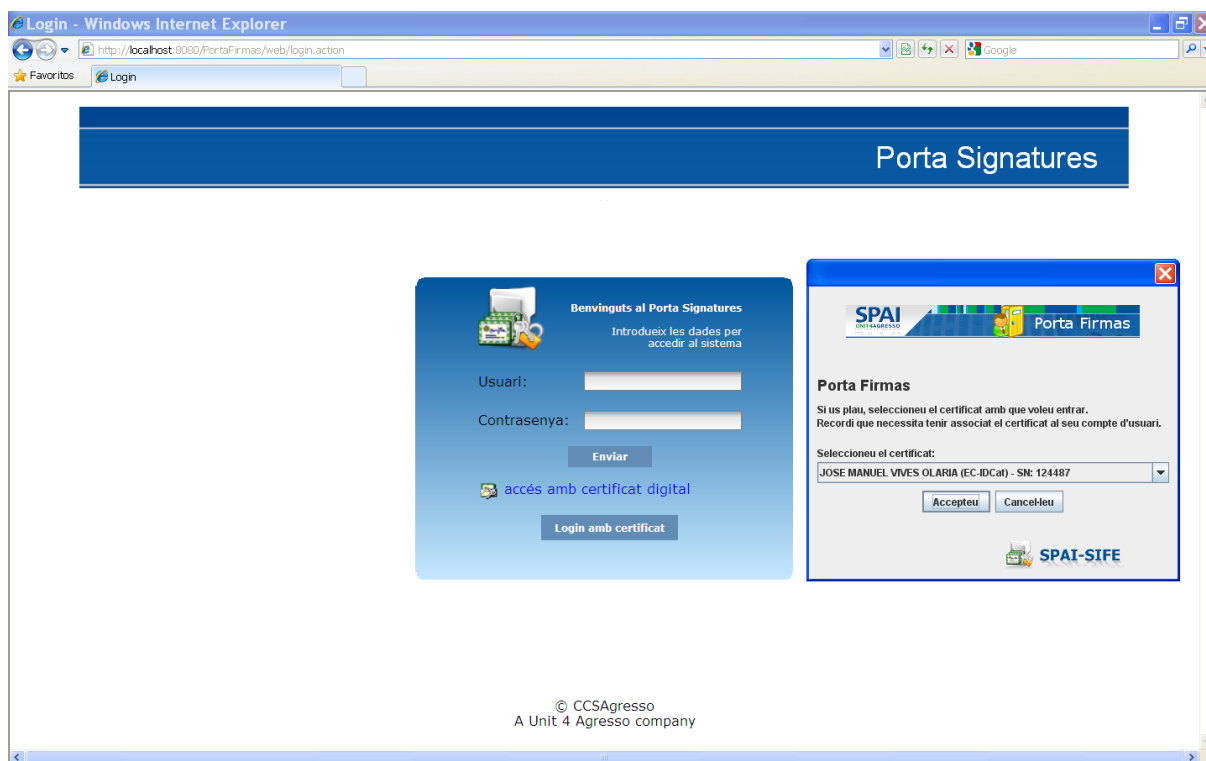 Login - Windows Internet Explorer
http://localhost:8080/PortaFirmas/web/login.action
Google
Favoritos
Login
Porta Signatures
Benvinguts al Porta Signatures
Introdueix les dades per
accedir al sistema
Usuari:
Contrasenya:
Enviar
accés amb certificat digital
Login amb certificat
SPAI
UNIT4AGRESSO
Porta Firmas
Porta Firmas
Si us plau, seleccioneu el certificat amb que voleu entrar.
Recordi que necessita tenir associat el certificat al seu compte d'usuari.
Seleccioneu el certificat:
JOSE MANUEL VIVES OLARIA (EC-IDCat) - SN: 124487
Accepteu
Cancel·leu
SPAI-SIFE
© CCSAgresso
A Unit 4 Agresso company